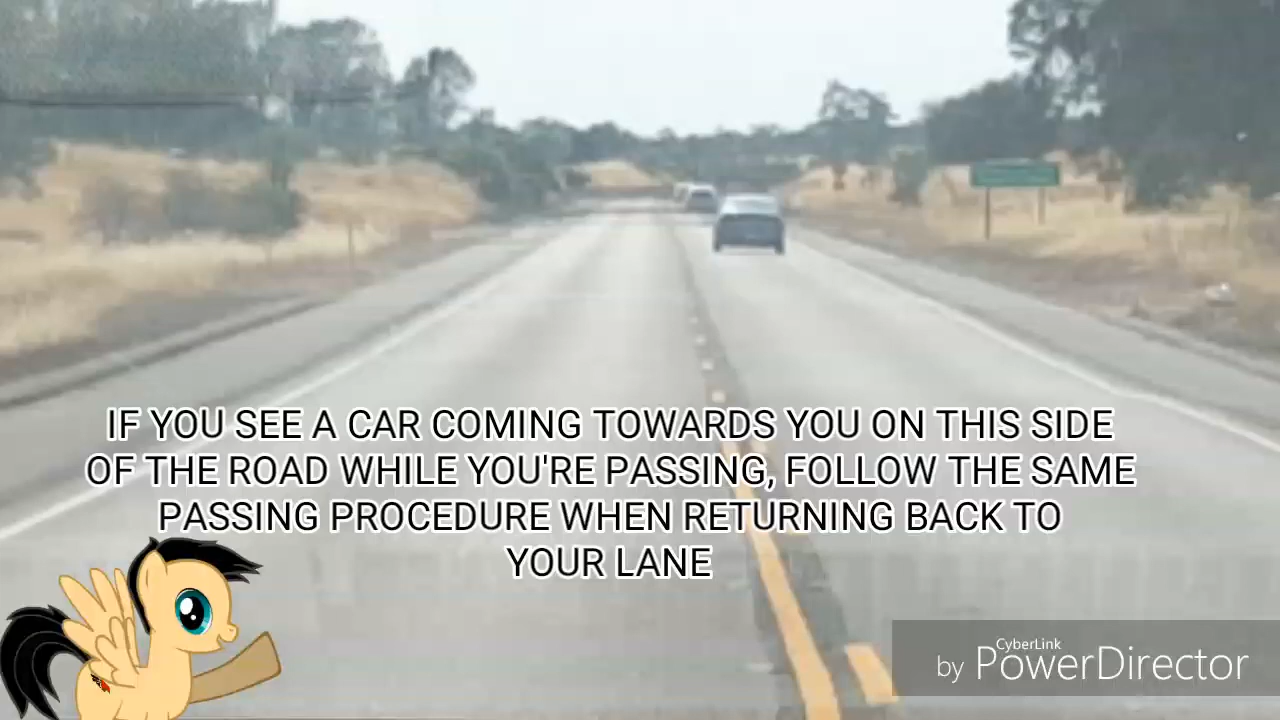 IF YOU SEE A CAR COMING TOWARDS YOU ON THIS SIDE
OF THE ROAD WHILE YOU'RE PASSING, FOLLOW THE SAME
PASSING PROCEDURE WHEN RETURNING BACK TO
YOUR LANE
CyberLink
by PowerDirector